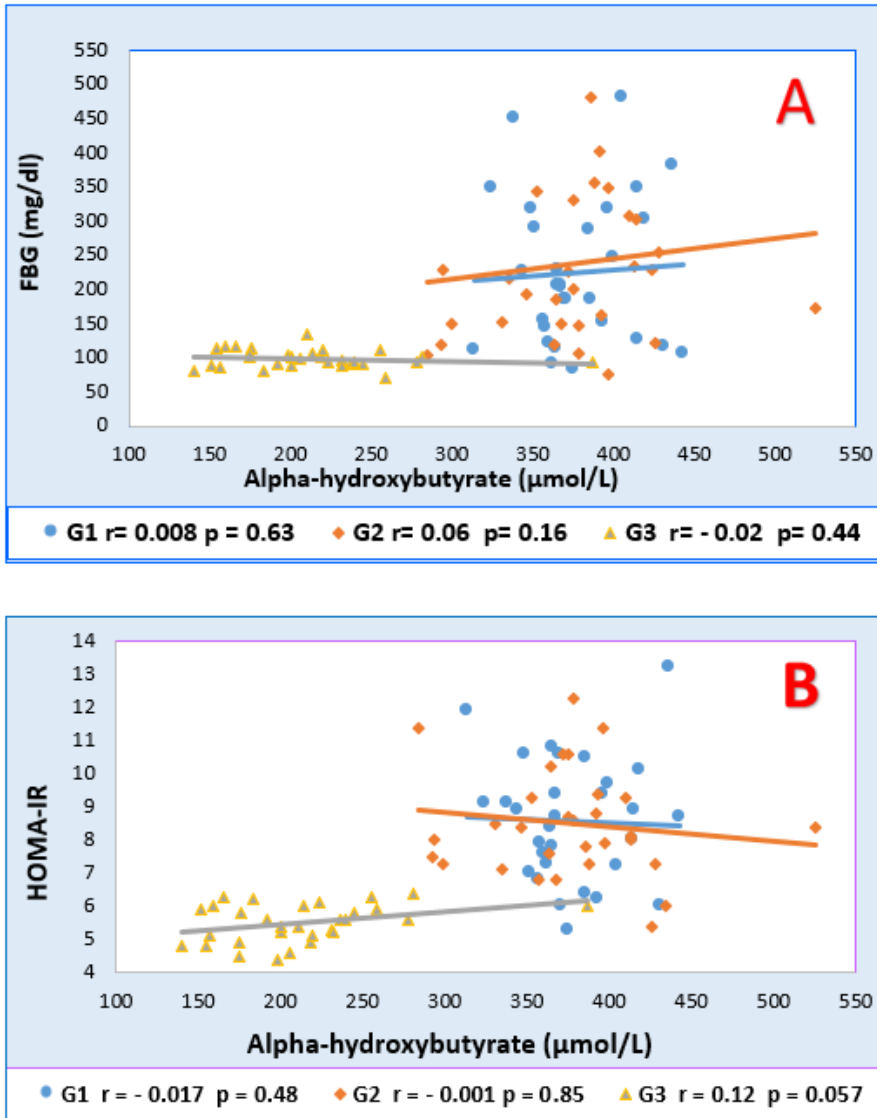 A
FBG (mg/dl)
550
500
450
400
350
300
250
200
150
100
50
0
100 150 200 250 300 350 400 450 500 550
Alpha-hydroxybutyrate (µmol/L)
G1 r= 0.008 p = 0.63 G2 r= 0.06 p= 0.16 G3 r= - 0.02 p= 0.44
B
HOMA-IR
14
13
12
11
10
9
8
7
6
5
4
100 150 200 250 300 350 400 450 500 550
Alpha-hydroxybutyrate (µmol/L)
G1 r = - 0.017 p = 0.48 G2 r = - 0.001 p = 0.85 G3 r = 0.12 p = 0.057